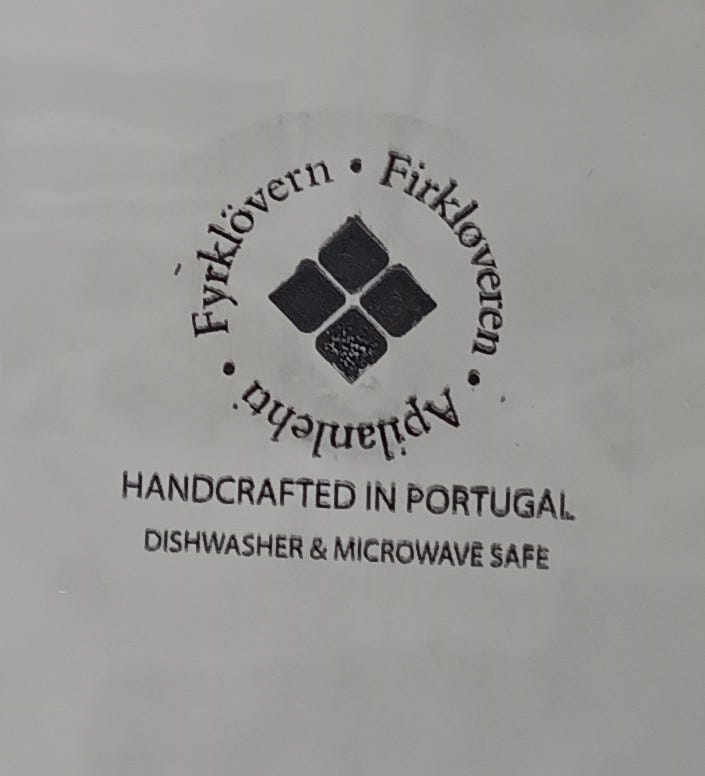 Fyrklövern • Firkløveren • Apilanlehti •
HANDCRAFTED IN PORTUGAL
DISHWASHER & MICROWAVE SAFE